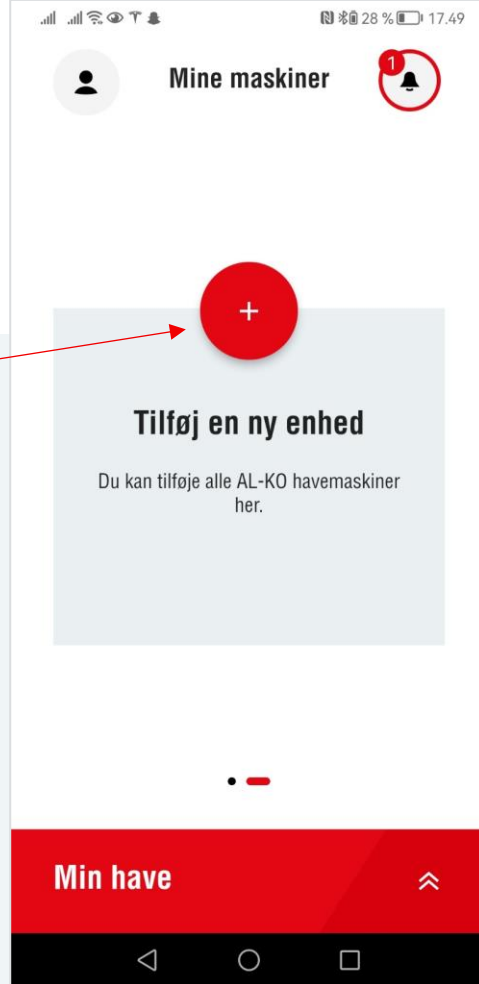 28 % 17.49
Mine maskiner
1
+
Tilføj en ny enhed
Du kan tilføje alle AL-KO havemaskiner
her.
Min have